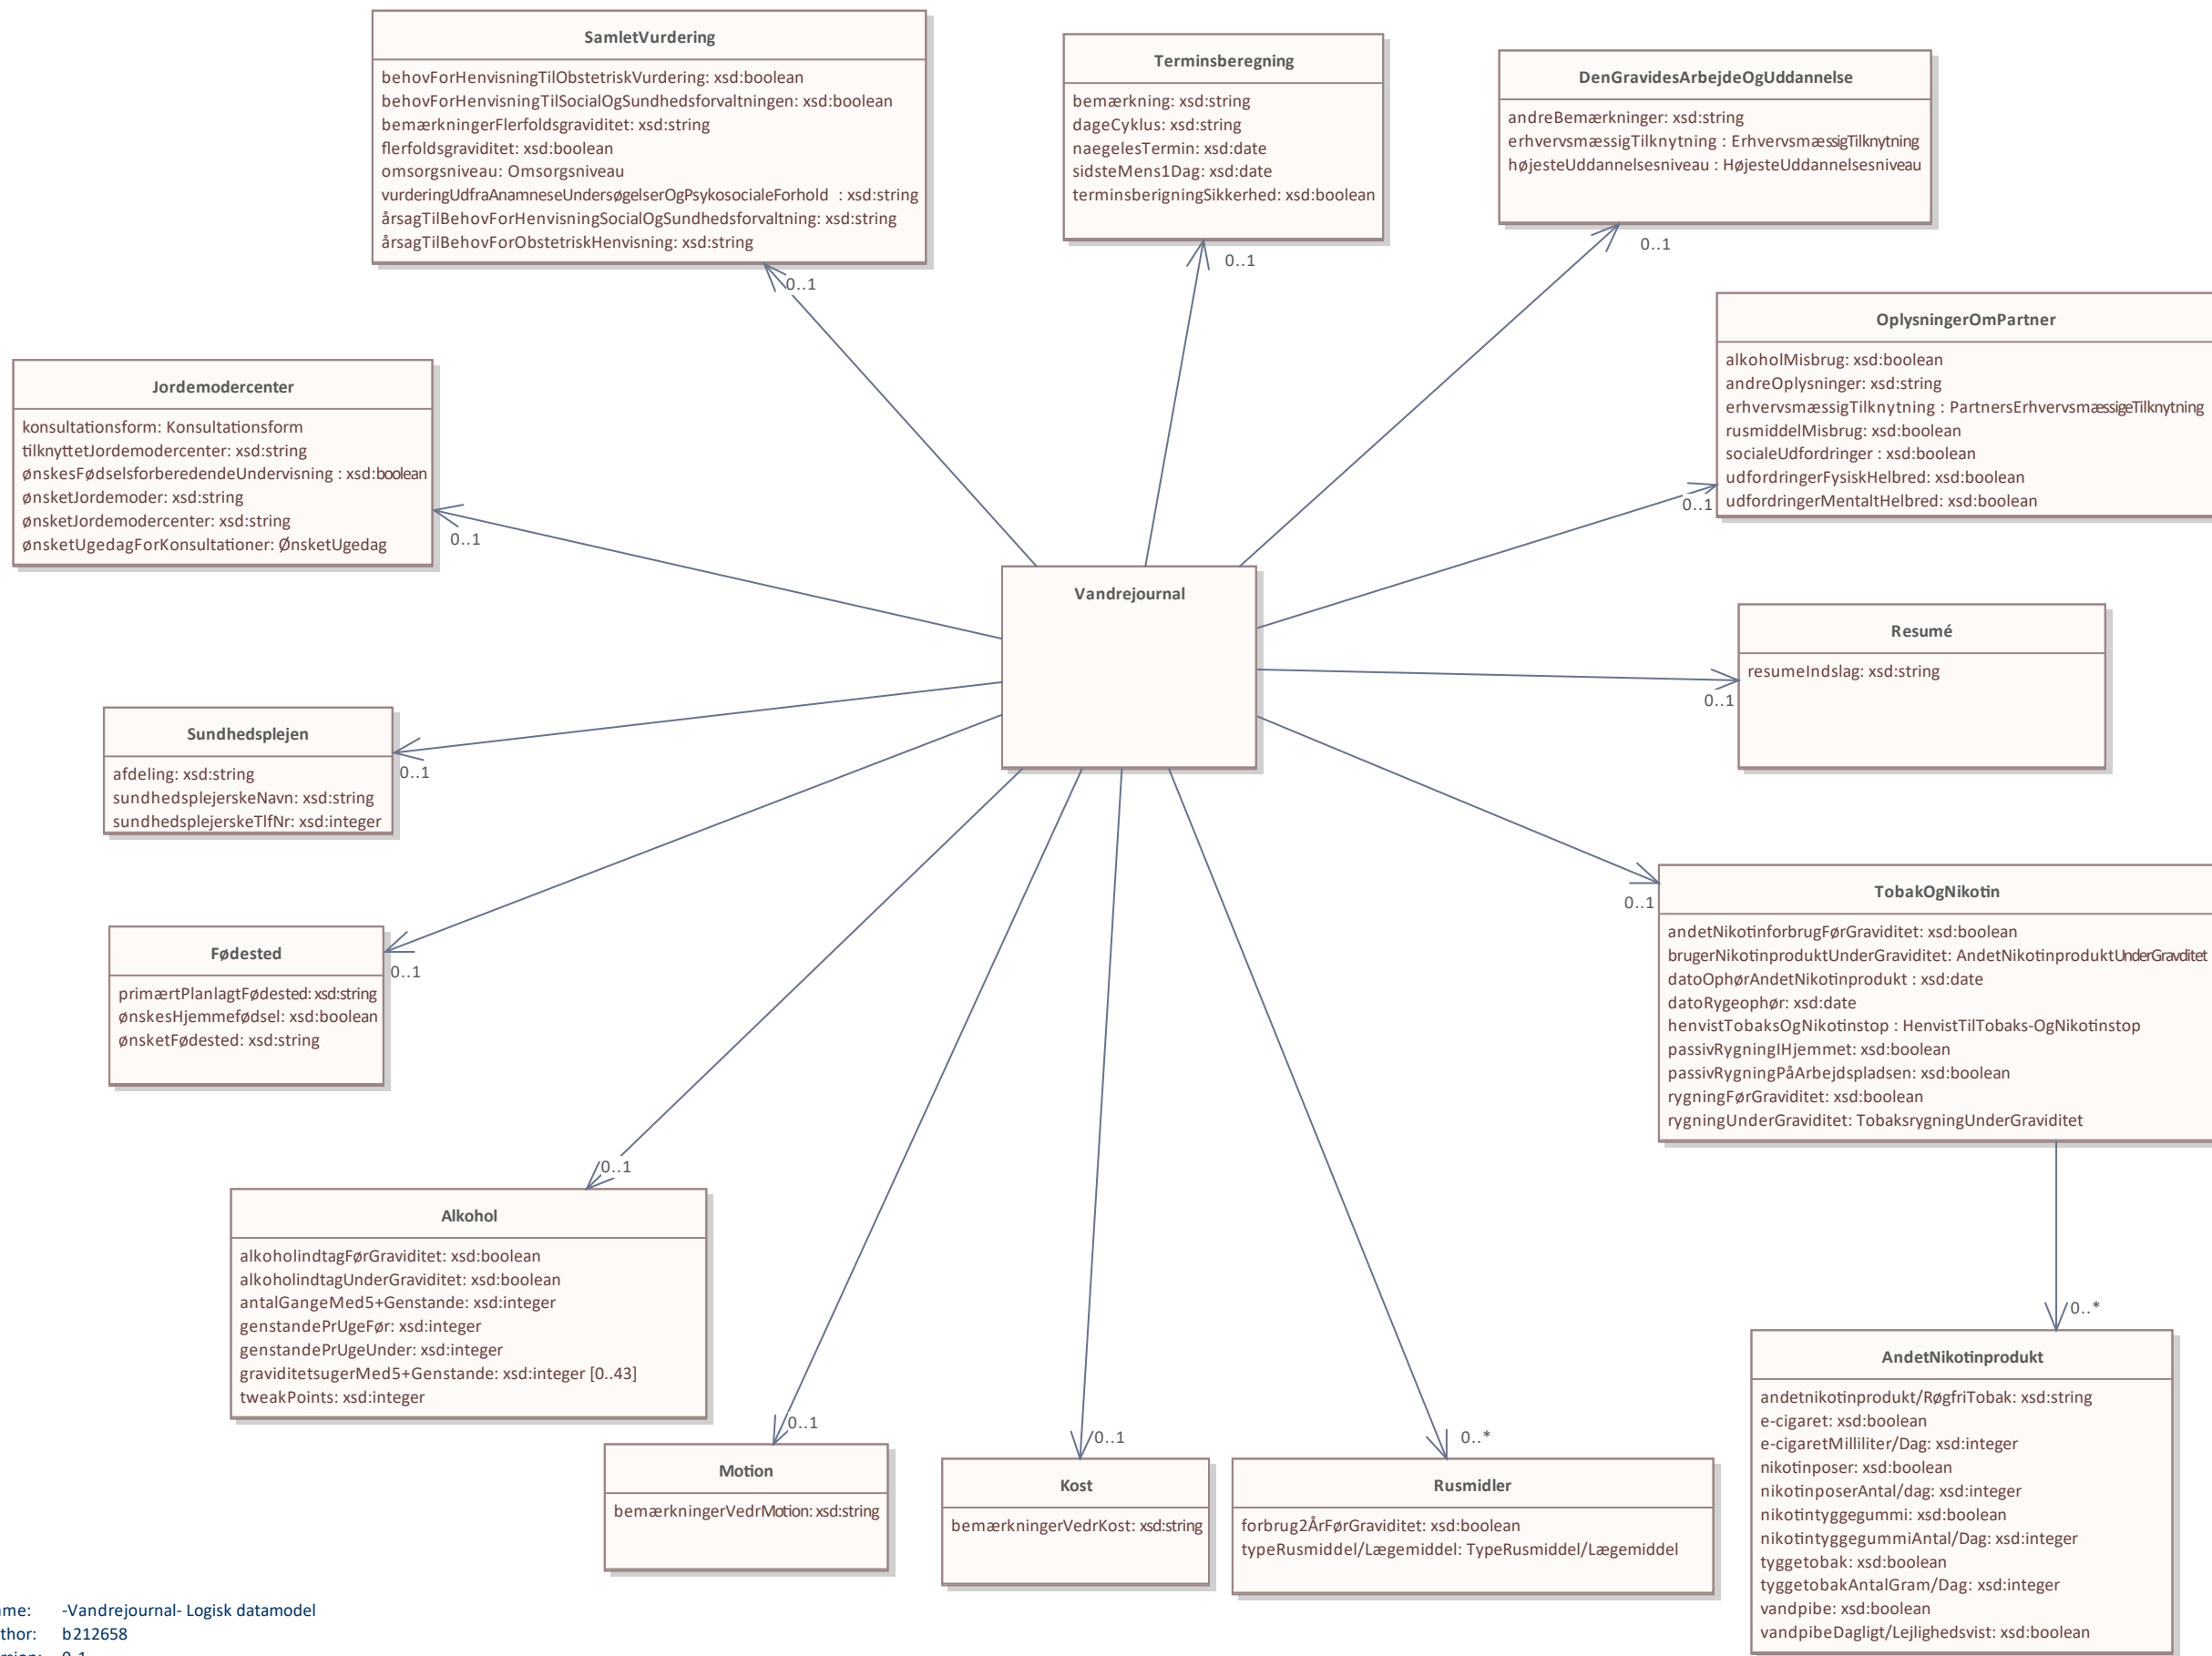 SamletVurdering
behovForHenvisningTilObstetriskVurdering: xsd:boolean
behovForHenvisningTilSocialOgSundhedsforvaltningen: xsd:boolean
bemærkningerFlerfoldsgraviditet: xsd:string
flerfoldsgraviditet: xsd:boolean
omsorgsniveau: Omsorgsniveau
vurderingUdfraAnamneseUndersøgelserOgPsykosocialeForhold : xsd:string
årsagTilBehovForHenvisningSocialOgSundhedsforvaltning: xsd:string
årsagTilBehovForObstetriskHenvisning: xsd:string
0..1
Terminsberegning
bemærkning: xsd:string
dageCyklus: xsd:string
naegelesTermin: xsd:date
sidsteMens1Dag: xsd:date
terminsberigningSikkerhed: xsd:boolean
0..1
DenGravidesArbejdeOgUddannelse
andreBemærkninger: xsd:string
erhvervsmæssigTilknytning : ErhvervsmæssigTilknytning
højesteUddannelsesniveau : HøjesteUddannelsesniveau
0..1
OplysningerOmPartner
alkoholMisbrug: xsd:boolean
andreOplysninger: xsd:string
erhvervsmæssigTilknytning : PartnersErhvervsmæssigeTilknytning
rusmiddelMisbrug: xsd:boolean
socialeUdfordringer : xsd:boolean
udfordringerFysiskHelbred: xsd:boolean
udfordringerMentaltHelbred: xsd:boolean
0..1
Jordemodercenter
konsultationsform: Konsultationsform
tilknyttetJordemodercenter: xsd:string
ønskesFødselsforberedendeUndervisning : xsd:boolean
ønsketJordemoder: xsd:string
ønsketJordemodercenter: xsd:string
ønsketUgedagForKonsultationer: ØnsketUgedag
0..1
Vandrejournal
Resumé
resumeIndslag: xsd:string
0..1
Sundhedsplejen
afdeling: xsd:string
sundhedsplejerskeNavn: xsd:string
sundhedsplejerskeTlfNr: xsd:integer
0..1
Fødested
primærtPlanlagtFødested: xsd:string
ønskesHjemmefødsel: xsd:boolean
ønsketFødested: xsd:string
0..1
TobakOgNikotin
andetNikotinforbrugFørGraviditet: xsd:boolean
brugerNikotinproduktUnderGraviditet: AndetNikotinproduktUnderGravditet
datoOphørAndetNikotinprodukt : xsd:date
datoRygeophør: xsd:date
henvistTobaksOgNikotinstop : HenvistTilTobaks-OgNikotinstop
passivRygningIHjemmet: xsd:boolean
passivRygningPåArbejdspladsen: xsd:boolean
rygningFørGraviditet: xsd:boolean
rygningUnderGraviditet: TobaksrygningUnderGraviditet
0..1
Alkohol
alkoholindtagFørGraviditet: xsd:boolean
alkoholindtagUnderGraviditet: xsd:boolean
antalGangeMed5+Genstande: xsd:integer
genstandePrUgeFør: xsd:integer
genstandePrUgeUnder: xsd:integer
graviditetsugerMed5+Genstande: xsd:integer [0..43]
tweakPoints: xsd:integer
0..1
Motion
bemærkningerVedrMotion: xsd:string
0..1
Kost
bemærkningerVedrKost: xsd:string
0..1
Rusmidler
forbrug2ÅrFørGraviditet: xsd:boolean
typeRusmiddel/Lægemiddel: TypeRusmiddel/Lægemiddel
0..*
AndetNikotinprodukt
andetnikotinprodukt/RøgfriTobak: xsd:string
e-cigaret: xsd:boolean
e-cigaretMilliliter/Dag: xsd:integer
nikotinposer: xsd:boolean
nikotinposerAntal/dag: xsd:integer
nikotintyggegummi: xsd:boolean
nikotintyggegummiAntal/Dag: xsd:integer
tyggetobak: xsd:boolean
tyggetobakAntalGram/Dag: xsd:integer
vandpibe: xsd:boolean
vandpibeDagligt/Lejlighedsvist: xsd:boolean
0..*
ame: -Vandrejournal- Logisk datamodel
thor: b212658